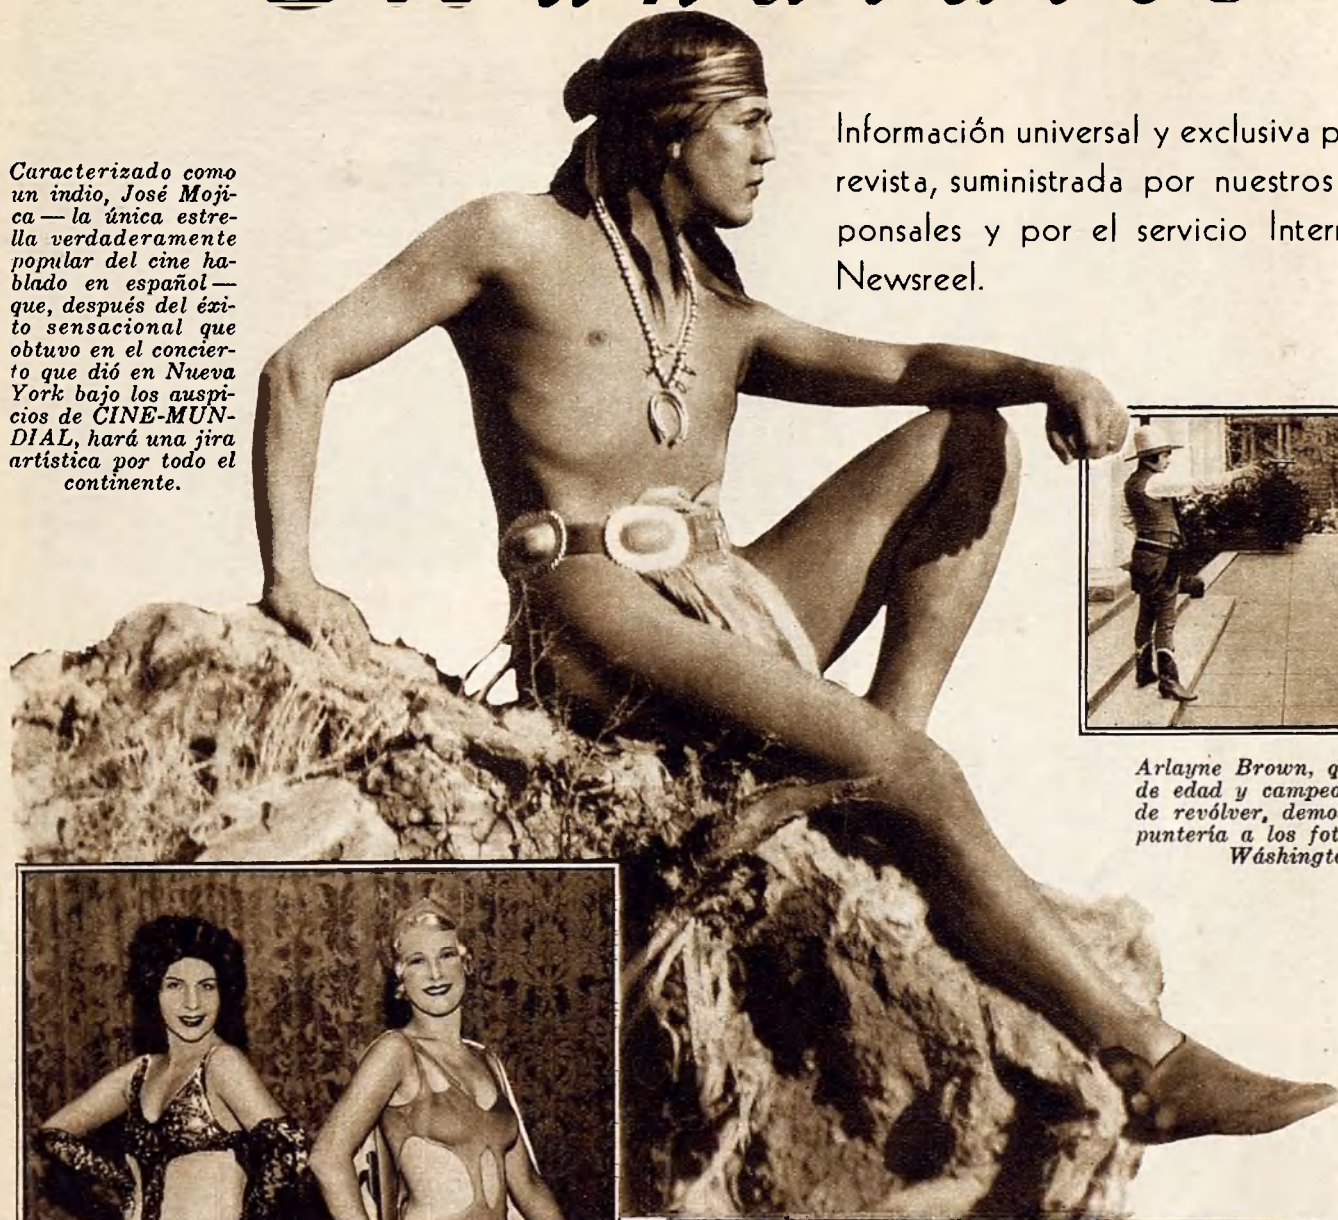 Caracterizado como
un indio, José Moji-
ca — la única estre-
lla verdaderamente
popular del cine ha-
blado en español —
que, después del éxi-
to sensacional que
obtuvo en el concier-
to que dió en Nueva
York bajo los auspi-
cios de CINE-MUN-
DIAL, hará una jira
artística por todo el
continente.
Información universal y exclusiva p
revista, suministrada por nuestros
ponsales y por el servicio Intern
Newsreel.
Arlayne Brown, q
de edad y campeo
de revólver, demo
puntería a los fot
Wáshingto